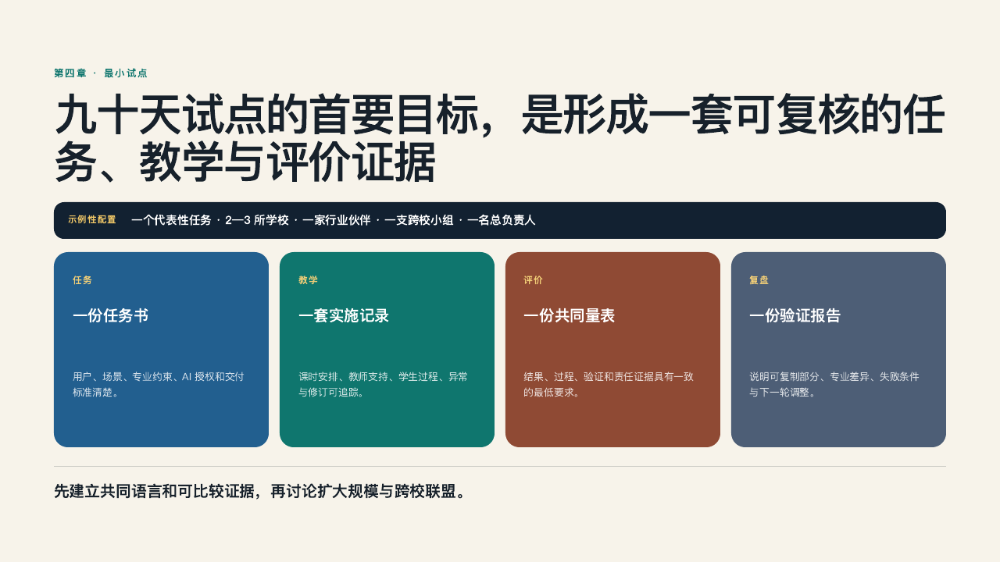 第四章 · 最小试点
九十天试点的首要目标，是形成一套可复核的任
务、教学与评价证据
示例性配置 一个代表性任务 · 2—3 所学校 · 一家行业伙伴 · 一支跨校小组 · 一名总负责人
任务
一份任务书
用户、场景、专业约束、AI 授权和交付
标准清楚。
教学
一套实施记录
课时安排、教师支持、学生过程、异常
与修订可追踪。
评价
一份共同量表
结果、过程、验证和责任证据具有一致
的最低要求。
复盘
一份验证报告
说明可复制部分、专业差异、失败条件
与下一轮调整。
先建立共同语言和可比较证据，再讨论扩大规模与跨校联盟。